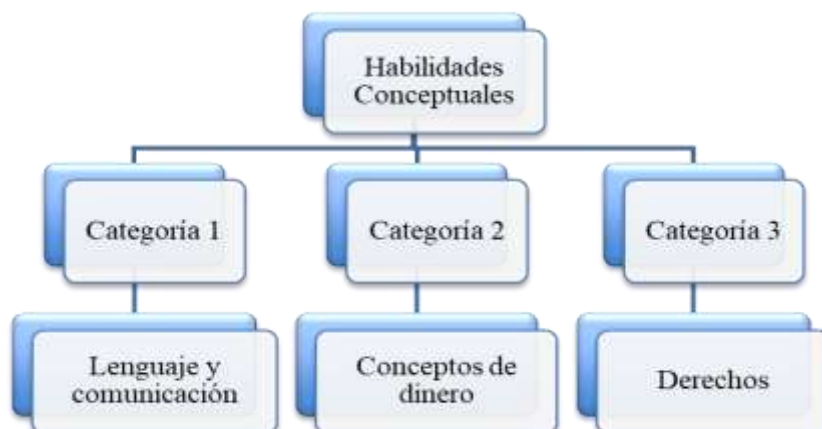 Habilidades
Conceptuales
Categoría 1
Categoría 2
Categoría 3
Lenguaje y
comunicación
Conceptos de
dinero
Derechos